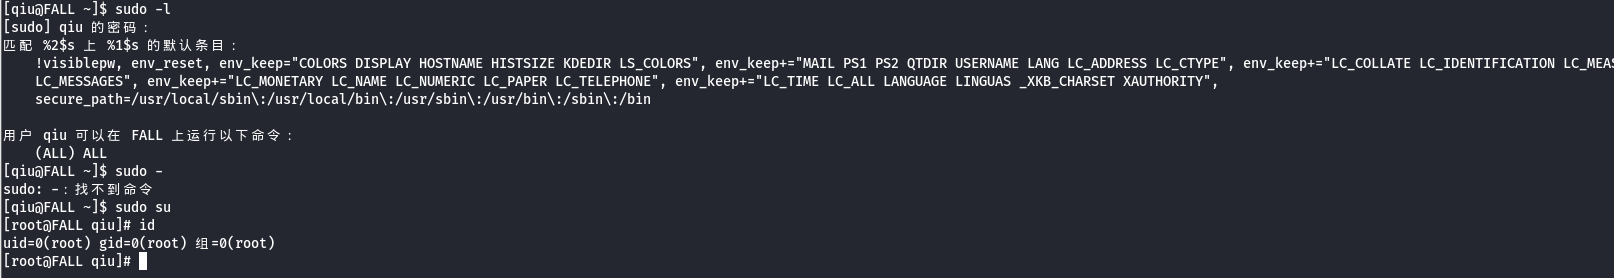 [qiu@FALL ~]$ sudo -l
[sudo] qiu 的密码：
匹配 %2$s 上 %1$s 的默认条目：
    !visiblepw, env_reset, env_keep="COLORS DISPLAY HOSTNAME HISTSIZE KDEDIR LS_COLORS", env_keep+="MAIL PS1 PS2 QTDIR USERNAME LANG LC_ADDRESS LC_CTYPE", env_keep+="LC_COLLATE LC_IDENTIFICATION LC_MEAS
    LC_MESSAGES", env_keep+="LC_MONETARY LC_NAME LC_NUMERIC LC_PAPER LC_TELEPHONE", env_keep+="LC_TIME LC_ALL LANGUAGE LINGUAS _XKB_CHARSET XAUTHORITY",
    secure_path=/usr/local/sbin\:/usr/local/bin\:/usr/sbin\:/usr/bin\:/sbin\:/bin
用户 qiu 可以在 FALL 上运行以下命令：
    (ALL) ALL
[qiu@FALL ~]$ sudo -
sudo: -：找不到命令
[qiu@FALL ~]$ sudo su
[root@FALL qiu]# id
uid=0(root) gid=0(root) 组=0(root)
[root@FALL qiu]#